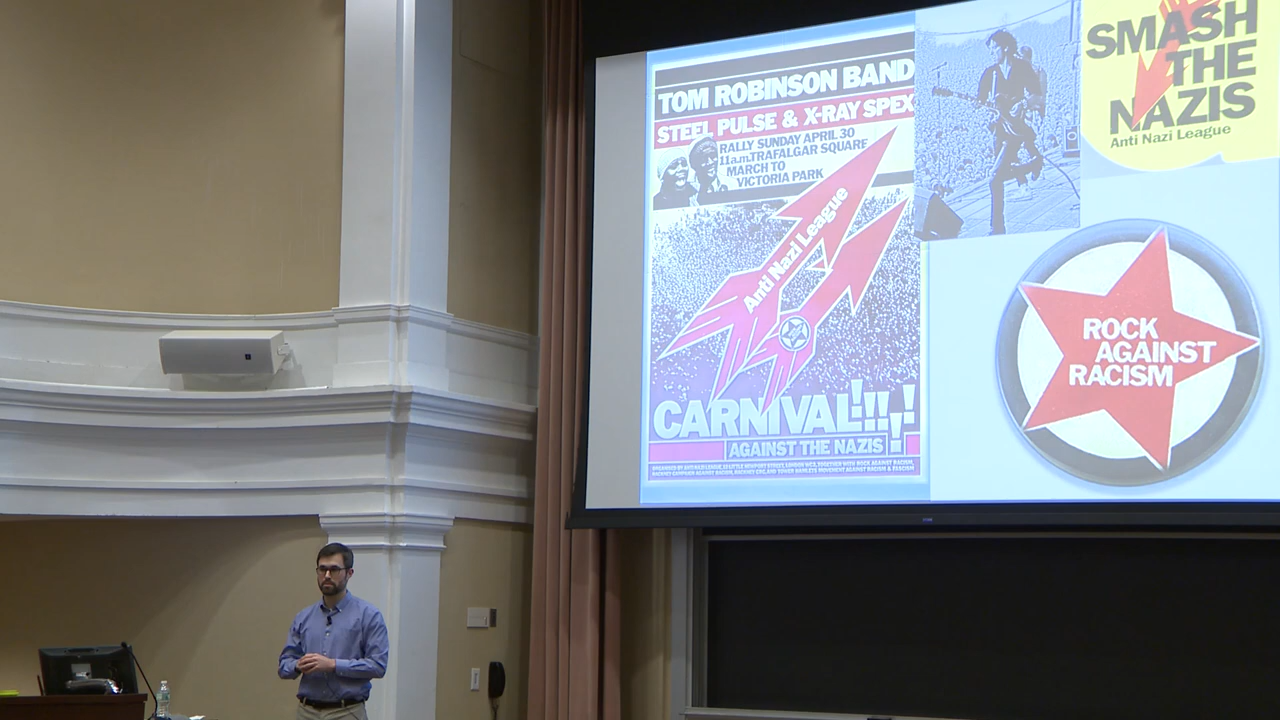 TOM ROBINSON BAND
STEEL PULSE & X-RAY SPEX
RALLY SUNDAY APRIL 30
11a.m. TRAFALGAR SQUARE
MARCH TO
VICTORIA PARK
Anti Nazi League
CARNIVAL!!!!
AGAINST THE NAZIS
SMASH
THE
NAZIS
Anti Nazi League
ROCK
AGAINST
RACISM